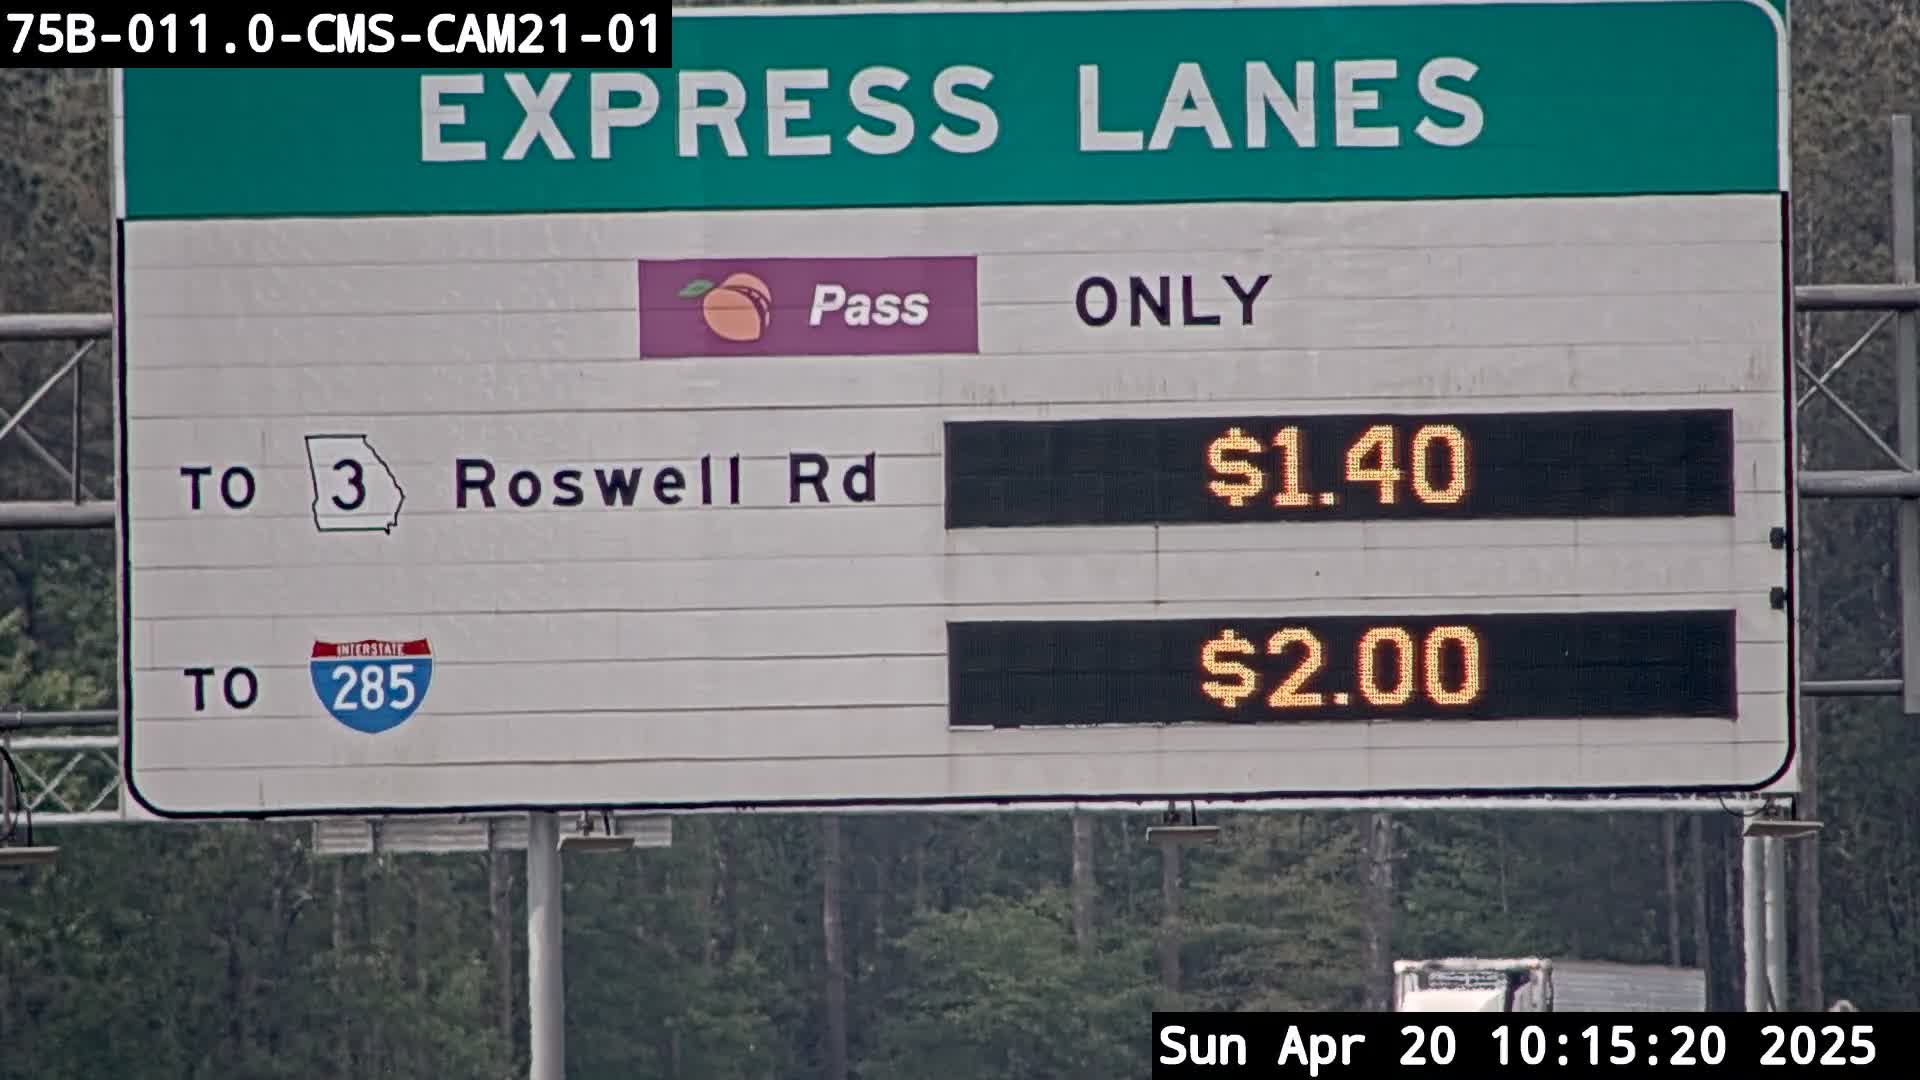 75B-011.0-CMS-CAM21-01
EXPRESS LANES
Pass ONLY
TO 3 Roswell Rd $1.40
TO INTERSTATE 285 $2.00
Sun Apr 20 10:15:20 2025